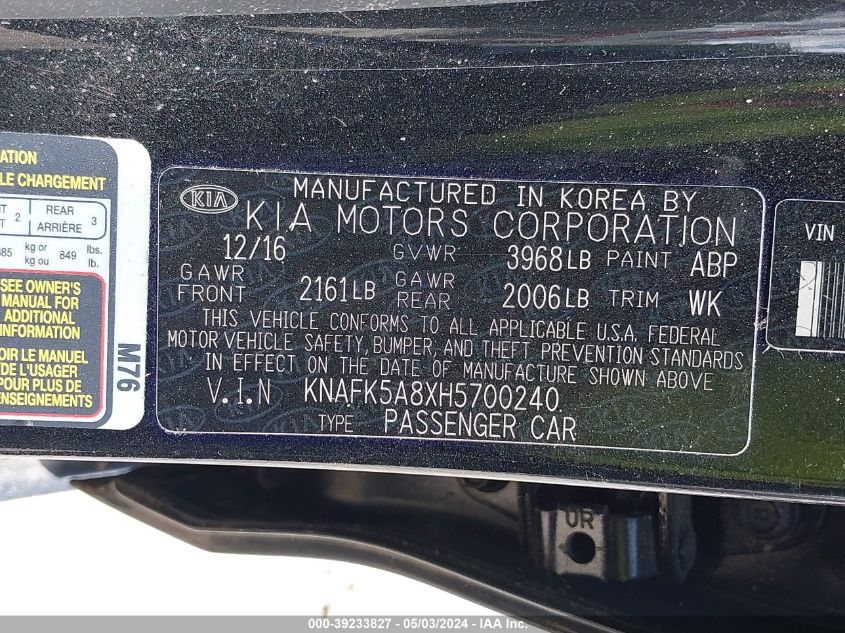 ATION
LE CHARGEMENT
2 REAR 3
ARRIÈRE
385 kg or 849 lbs.
kg ou lb.
SEE OWNER'S
MANUAL FOR
ADDITIONAL
INFORMATION
OIR LE MANUEL
DE L'USAGER
POUR PLUS DE
ENSEIGNEMENTS
M76
KIA
MANUFACTURED IN KOREA BY
KIA MOTORS CORPORATION
12/16 GVWR 3968LB PAINT ABP
GAWR FRONT 2161LB GAWR REAR 2006LB TRIM WK
THIS VEHICLE CONFORMS TO ALL APPLICABLE U.S.A. FEDERAL
MOTOR VEHICLE SAFETY, BUMPER, AND THEFT PREVENTION STANDARDS
IN EFFECT ON THE DATE OF MANUFACTURE SHOWN ABOVE
V.I.N KNAFK5A8XH5700240
TYPE PASSENGER CAR
VIN
UR
000-39233827 - 05/03/2024 - IAAI.COM